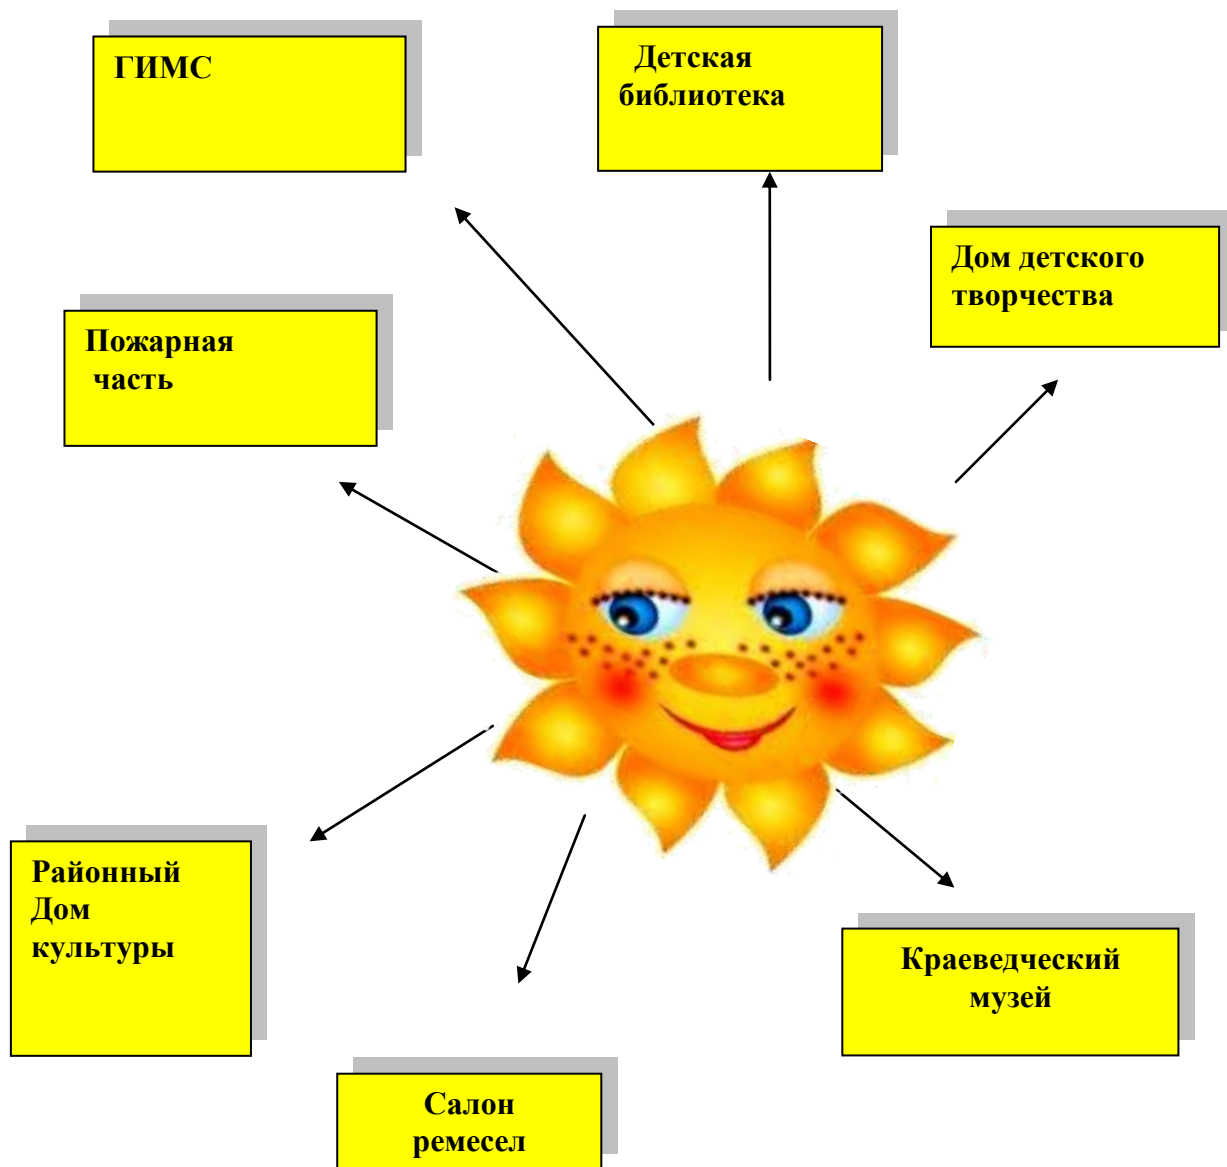 ГИМС
Детская
библиотека
Дом детского
творчества
Пожарная
часть
Районный
Дом
культуры
Краеведческий
музей
Салон
ремесел